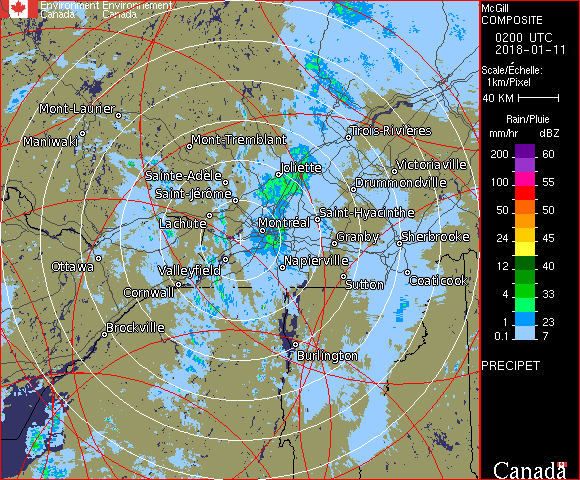 Environment Environnement
Canada Canada
McGill
COMPOSITE
0200 UTC
2018-01-11
Scale/Échelle:
1km/Pixel
40 KM
Rain/Pluie
mm/hr dBZ
200 60
100 55
50 50
24 45
12 40
4 33
2 23
0.1 7
PRECIPET
Canada
Mont-Laurier
Maniwaki
Mont-Tremblant
Trois-Rivières
Sainte-Adèle
Joliette
Victoriaville
Saint-Jérôme
Drummondville
Lachute
Saint-Hyacinthe
Montréal
Granby
Sherbrooke
Ottawa
Valleyfield
Napierville
Cornwall
Sutton
Coaticook
Brockville
Burlington